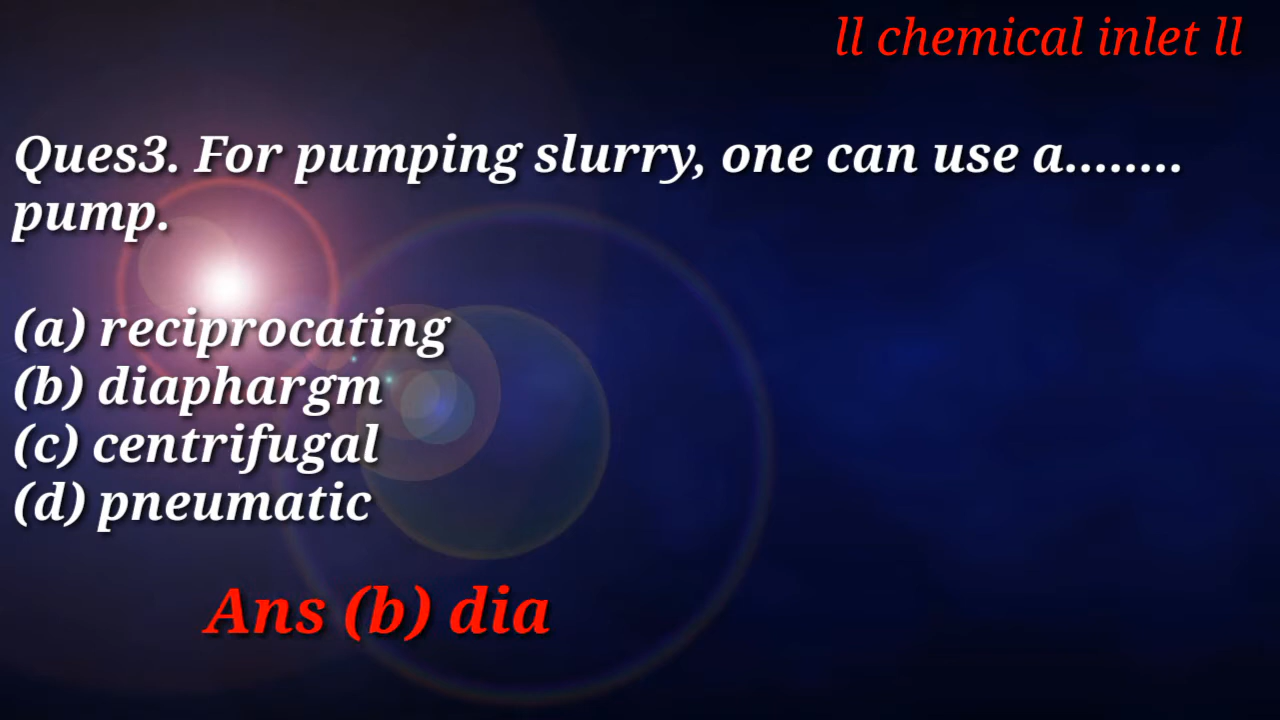 ll chemical inlet ll
Ques3. For pumping slurry, one can use a........
pump.
(a) reciprocating
(b) diaphargm
(c) centrifugal
(d) pneumatic
Ans (b) dia